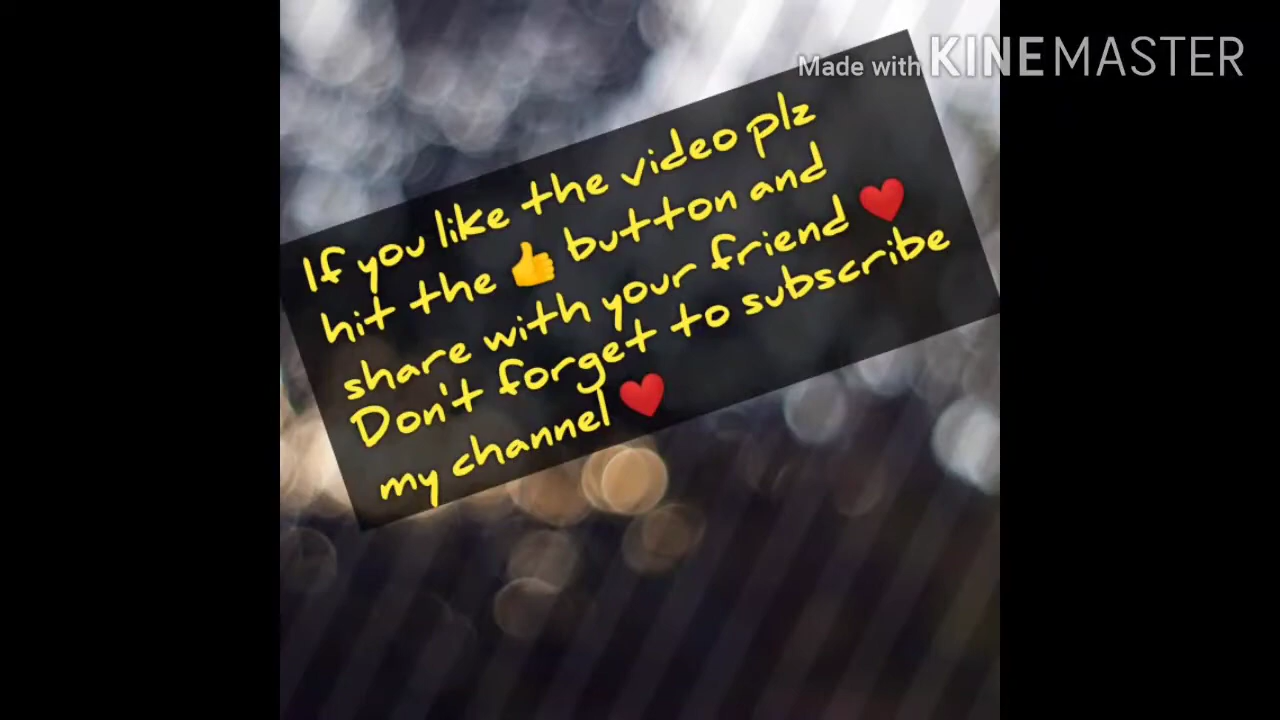 Made with KINEMASTER
If you like the video plz
hit the 👍 button and
share with your friend ❤️
Don't forget to subscribe
my channel ❤️